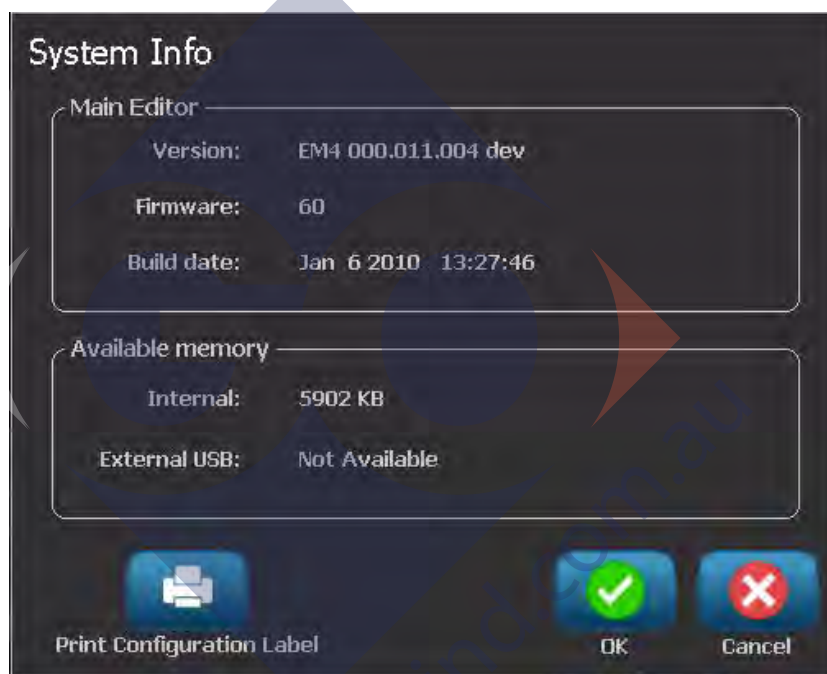 System Info
Main Editor
Version: EM4 000.011.004 dev
Firmware: 60
Build date: Jan 6 2010 13:27:46
Available memory
Internal: 5902 KB
External USB: Not Available
Print Configuration Label
OK
Cancel